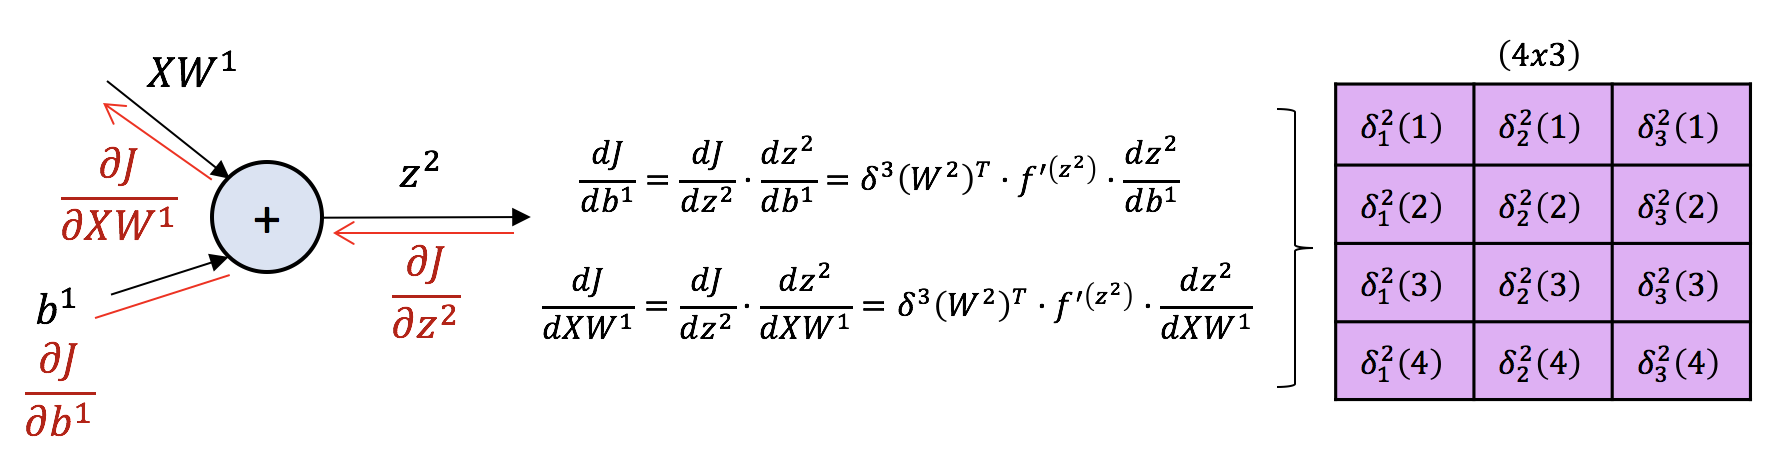 XW¹
∂J/∂XW¹
+
z²
∂J/∂z²
b¹
∂J/∂b¹
dJ/db¹ = dJ/dz² · dz²/db¹ = δ³(W²)ᵀ · f′⁽ᶻ²⁾ · dz²/db¹
dJ/dXW¹ = dJ/dz² · dz²/dXW¹ = δ³(W²)ᵀ · f′⁽ᶻ²⁾ · dz²/dXW¹
(4x3)
δ₁²(1) δ₂²(1) δ₃²(1)
δ₁²(2) δ₂²(2) δ₃²(2)
δ₁²(3) δ₂²(3) δ₃²(3)
δ₁²(4) δ₂²(4) δ₃²(4)